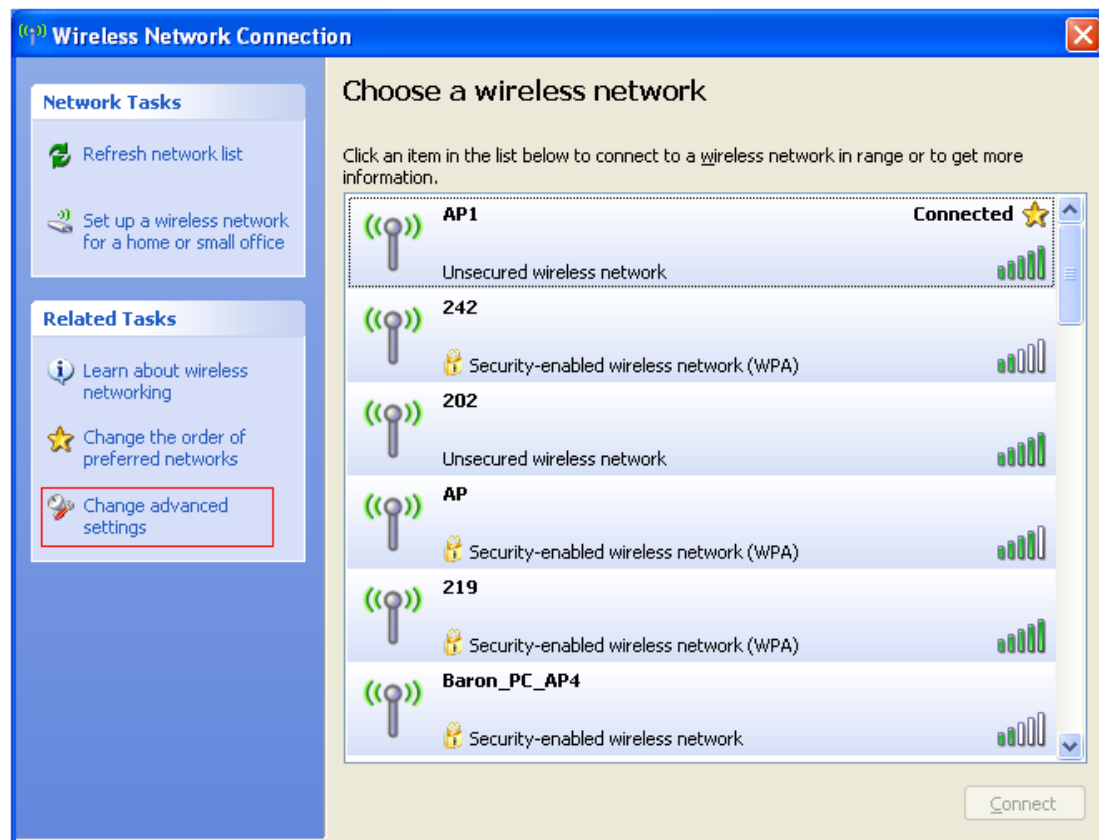 Wireless Network Connection
Network Tasks
Refresh network list
Set up a wireless network
for a home or small office
Related Tasks
Learn about wireless
networking
Change the order of
preferred networks
Change advanced
settings
Choose a wireless network
Click an item in the list below to connect to a wireless network in range or to get more
information.
AP1
Connected
Unsecured wireless network
242
Security-enabled wireless network (WPA)
202
Unsecured wireless network
AP
Security-enabled wireless network (WPA)
219
Security-enabled wireless network (WPA)
Baron_PC_AP4
Security-enabled wireless network
Connect